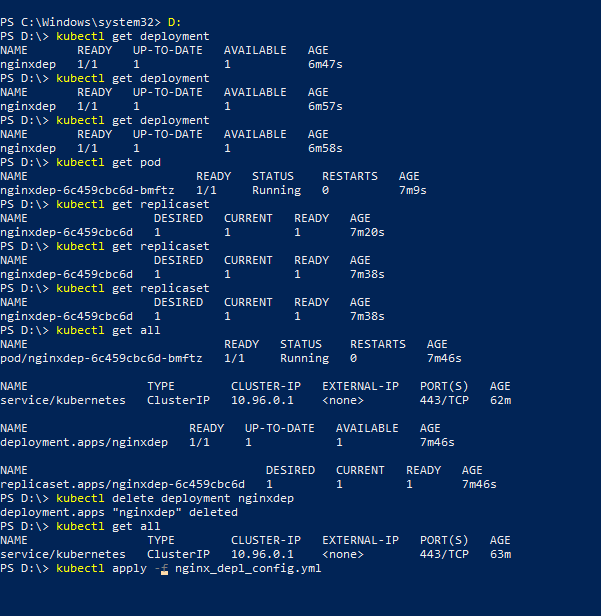 PS C:\Windows\system32> D:
PS D:\> kubectl get deployment
NAME READY UP-TO-DATE AVAILABLE AGE
nginxdep 1/1 1 1 6m47s
PS D:\> kubectl get deployment
NAME READY UP-TO-DATE AVAILABLE AGE
nginxdep 1/1 1 1 6m57s
PS D:\> kubectl get deployment
NAME READY UP-TO-DATE AVAILABLE AGE
nginxdep 1/1 1 1 6m58s
PS D:\> kubectl get pod
NAME READY STATUS RESTARTS AGE
nginxdep-6c459cbc6d-bmftz 1/1 Running 0 7m9s
PS D:\> kubectl get replicaset
NAME DESIRED CURRENT READY AGE
nginxdep-6c459cbc6d 1 1 1 7m20s
PS D:\> kubectl get replicaset
NAME DESIRED CURRENT READY AGE
nginxdep-6c459cbc6d 1 1 1 7m38s
PS D:\> kubectl get replicaset
NAME DESIRED CURRENT READY AGE
nginxdep-6c459cbc6d 1 1 1 7m38s
PS D:\> kubectl get all
NAME READY STATUS RESTARTS AGE
pod/nginxdep-6c459cbc6d-bmftz 1/1 Running 0 7m46s
NAME TYPE CLUSTER-IP EXTERNAL-IP PORT(S) AGE
service/kubernetes ClusterIP 10.96.0.1 <none> 443/TCP 62m
NAME READY UP-TO-DATE AVAILABLE AGE
deployment.apps/nginxdep 1/1 1 1 7m46s
NAME DESIRED CURRENT READY AGE
replicaset.apps/nginxdep-6c459cbc6d 1 1 1 7m46s
PS D:\> kubectl delete deployment nginxdep
deployment.apps "nginxdep" deleted
PS D:\> kubectl get all
NAME TYPE CLUSTER-IP EXTERNAL-IP PORT(S) AGE
service/kubernetes ClusterIP 10.96.0.1 <none> 443/TCP 63m
PS D:\> kubectl apply -f nginx_depl_config.yml